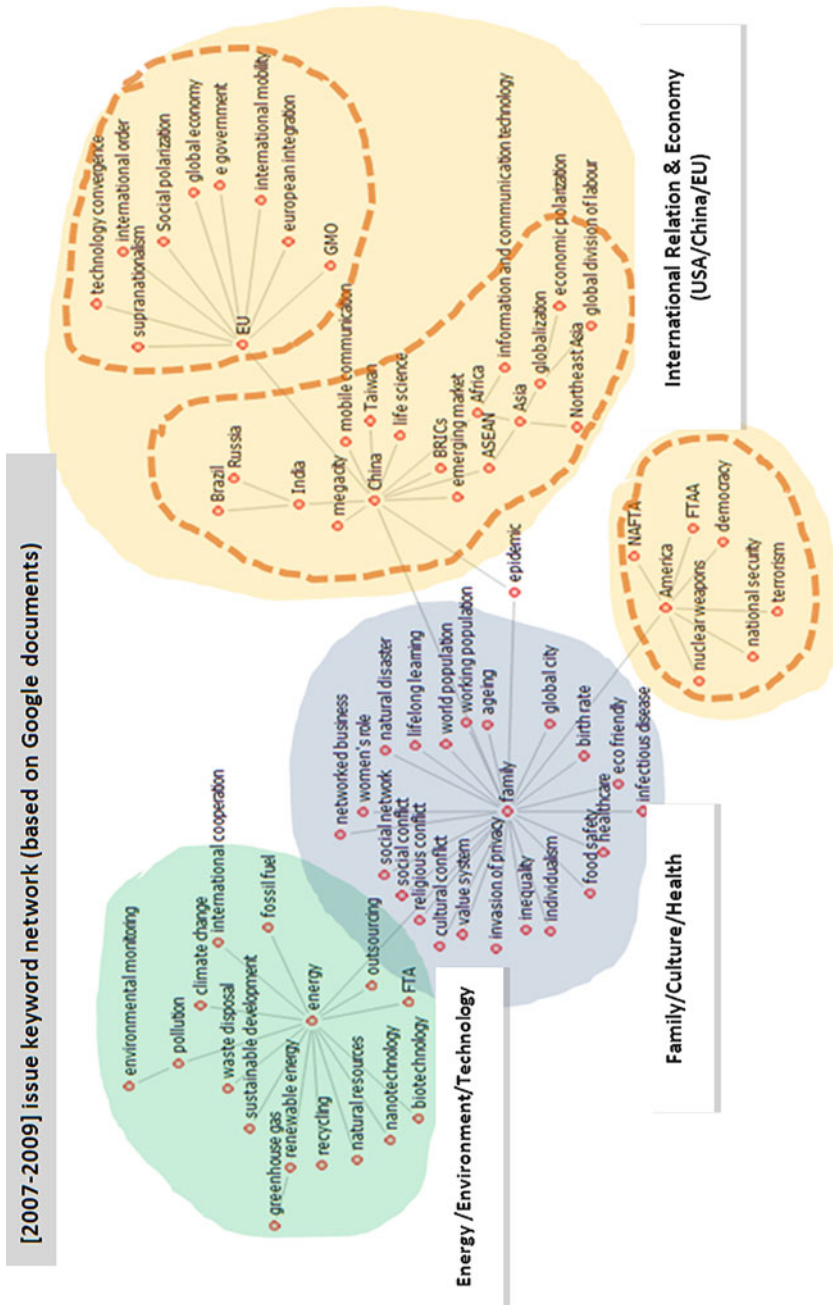 [2007-2009] issue keyword network (based on Google documents)
environmental monitoring
pollution
climate change
international cooperation
waste disposal
sustainable development
fossil fuel
greenhouse gas
renewable energy
energy
recycling
outsourcing
natural resources
FTA
nanotechnology
biotechnology
Energy /Environment/Technology
networked business
women's role
natural disaster
social network
lifelong learning
social conflict
religious conflict
world population
cultural conflict
working population
value system
ageing
invasion of privacy
family
inequality
global city
individualism
birth rate
food safety
eco friendly
healthcare
infectious disease
Family/Culture/Health
epidemic
technology convergence
international order
supranationalism
Social polarization
global economy
e government
EU
international mobility
european integration
GMO
Brazil
Russia
India
megacity
mobile communication
China
Taiwan
life science
BRICs
emerging market
Africa
ASEAN
information and communication technology
Asia
globalization
economic polarization
Northeast Asia
global division of labour
NAFTA
America
FTAA
nuclear weapons
democracy
national security
terrorism
International Relation & Economy
(USA/China/EU)